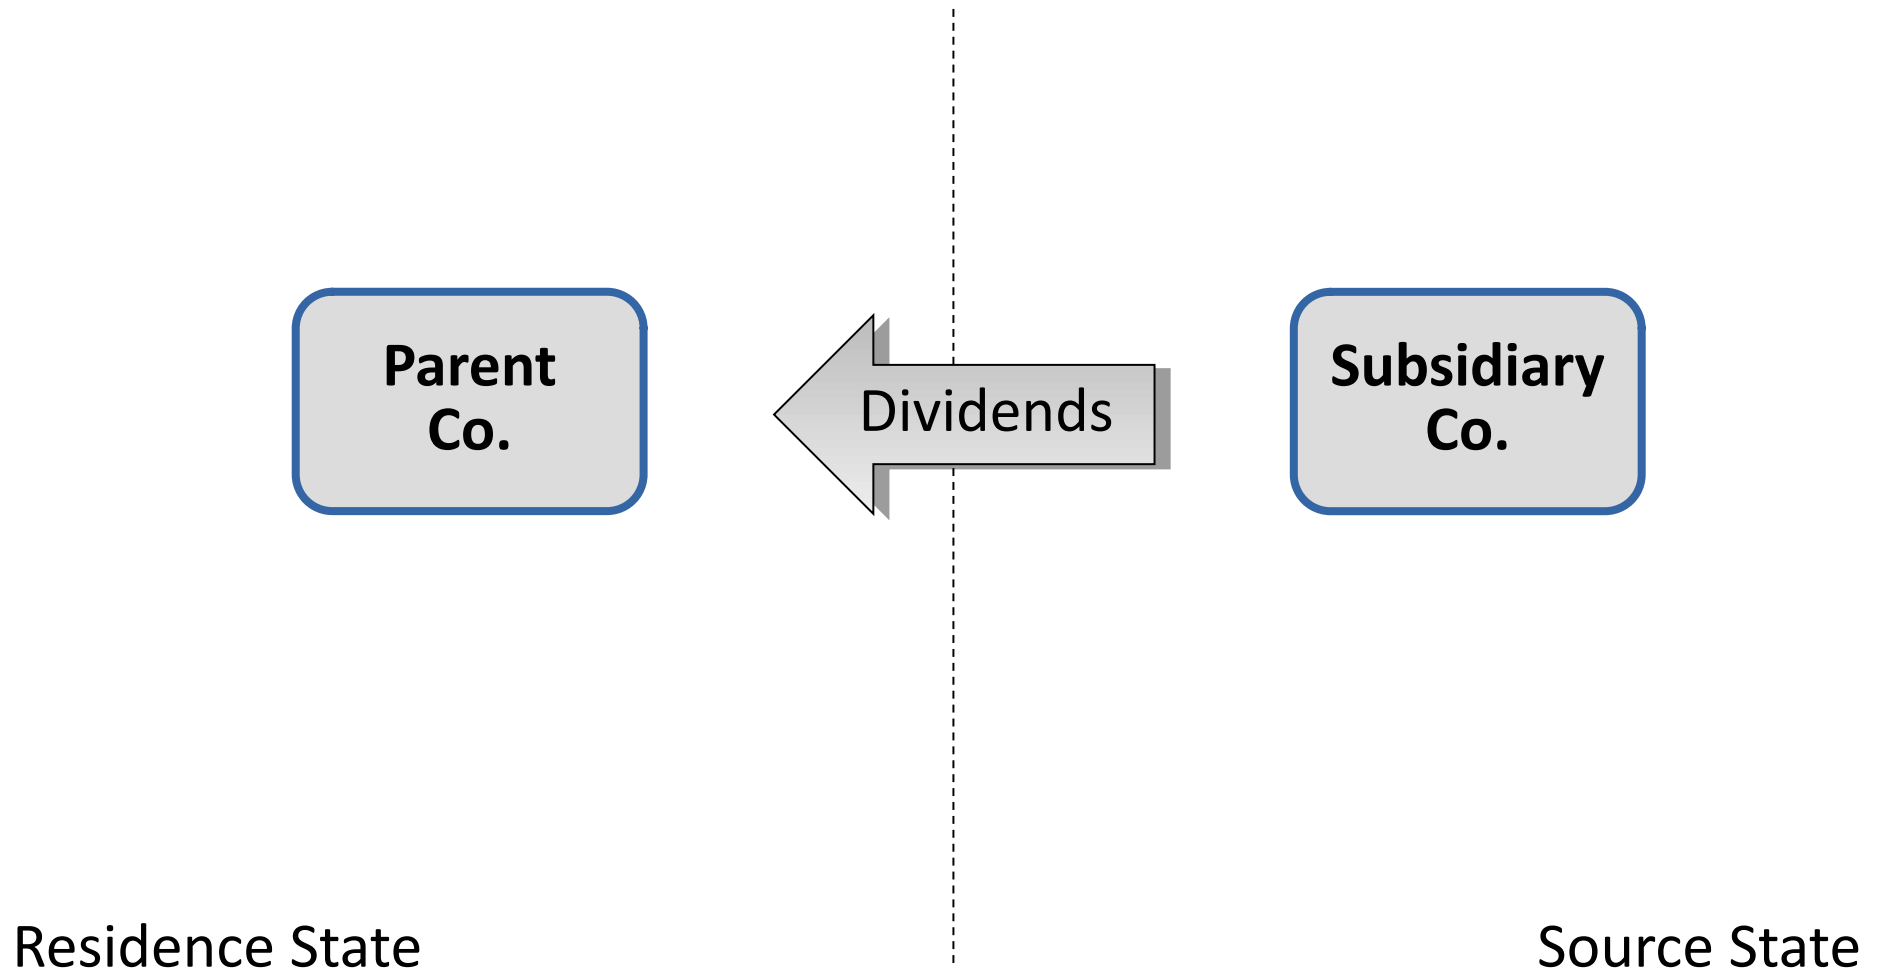 Parent
Co.
Dividends
Subsidiary
Co.
Residence State
Source State